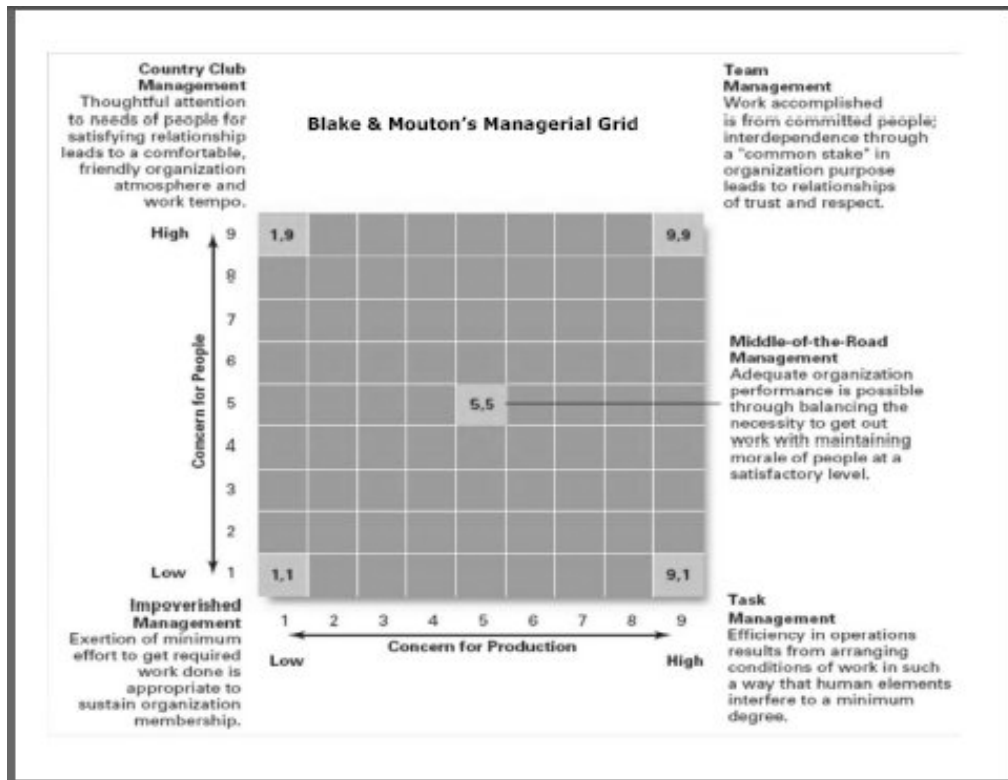 Country Club
Management
Thoughtful attention
to needs of people for
satisfying relationship
leads to a comfortable,
friendly organization
atmosphere and
work tempo.
Blake & Mouton's Managerial Grid
Team
Management
Work accomplished
is from committed people;
interdependence through
a "common stake" in
organization purpose
leads to relationships
of trust and respect.
High
9
1,9
9,9
8
7
6
5
5,5
4
3
2
Low
1
1,1
9,1
Concern for People
Middle-of-the-Road
Management
Adequate organization
performance is possible
through balancing the
necessity to get out
work with maintaining
morale of people at a
satisfactory level.
Impoverished
Management
Exertion of minimum
effort to get required
work done is
appropriate to
sustain organization
membership.
1 2 3 4 5 6 7 8 9
Concern for Production
Low
High
Task
Management
Efficiency in operations
results from arranging
conditions of work in such
a way that human elements
interfere to a minimum
degree.